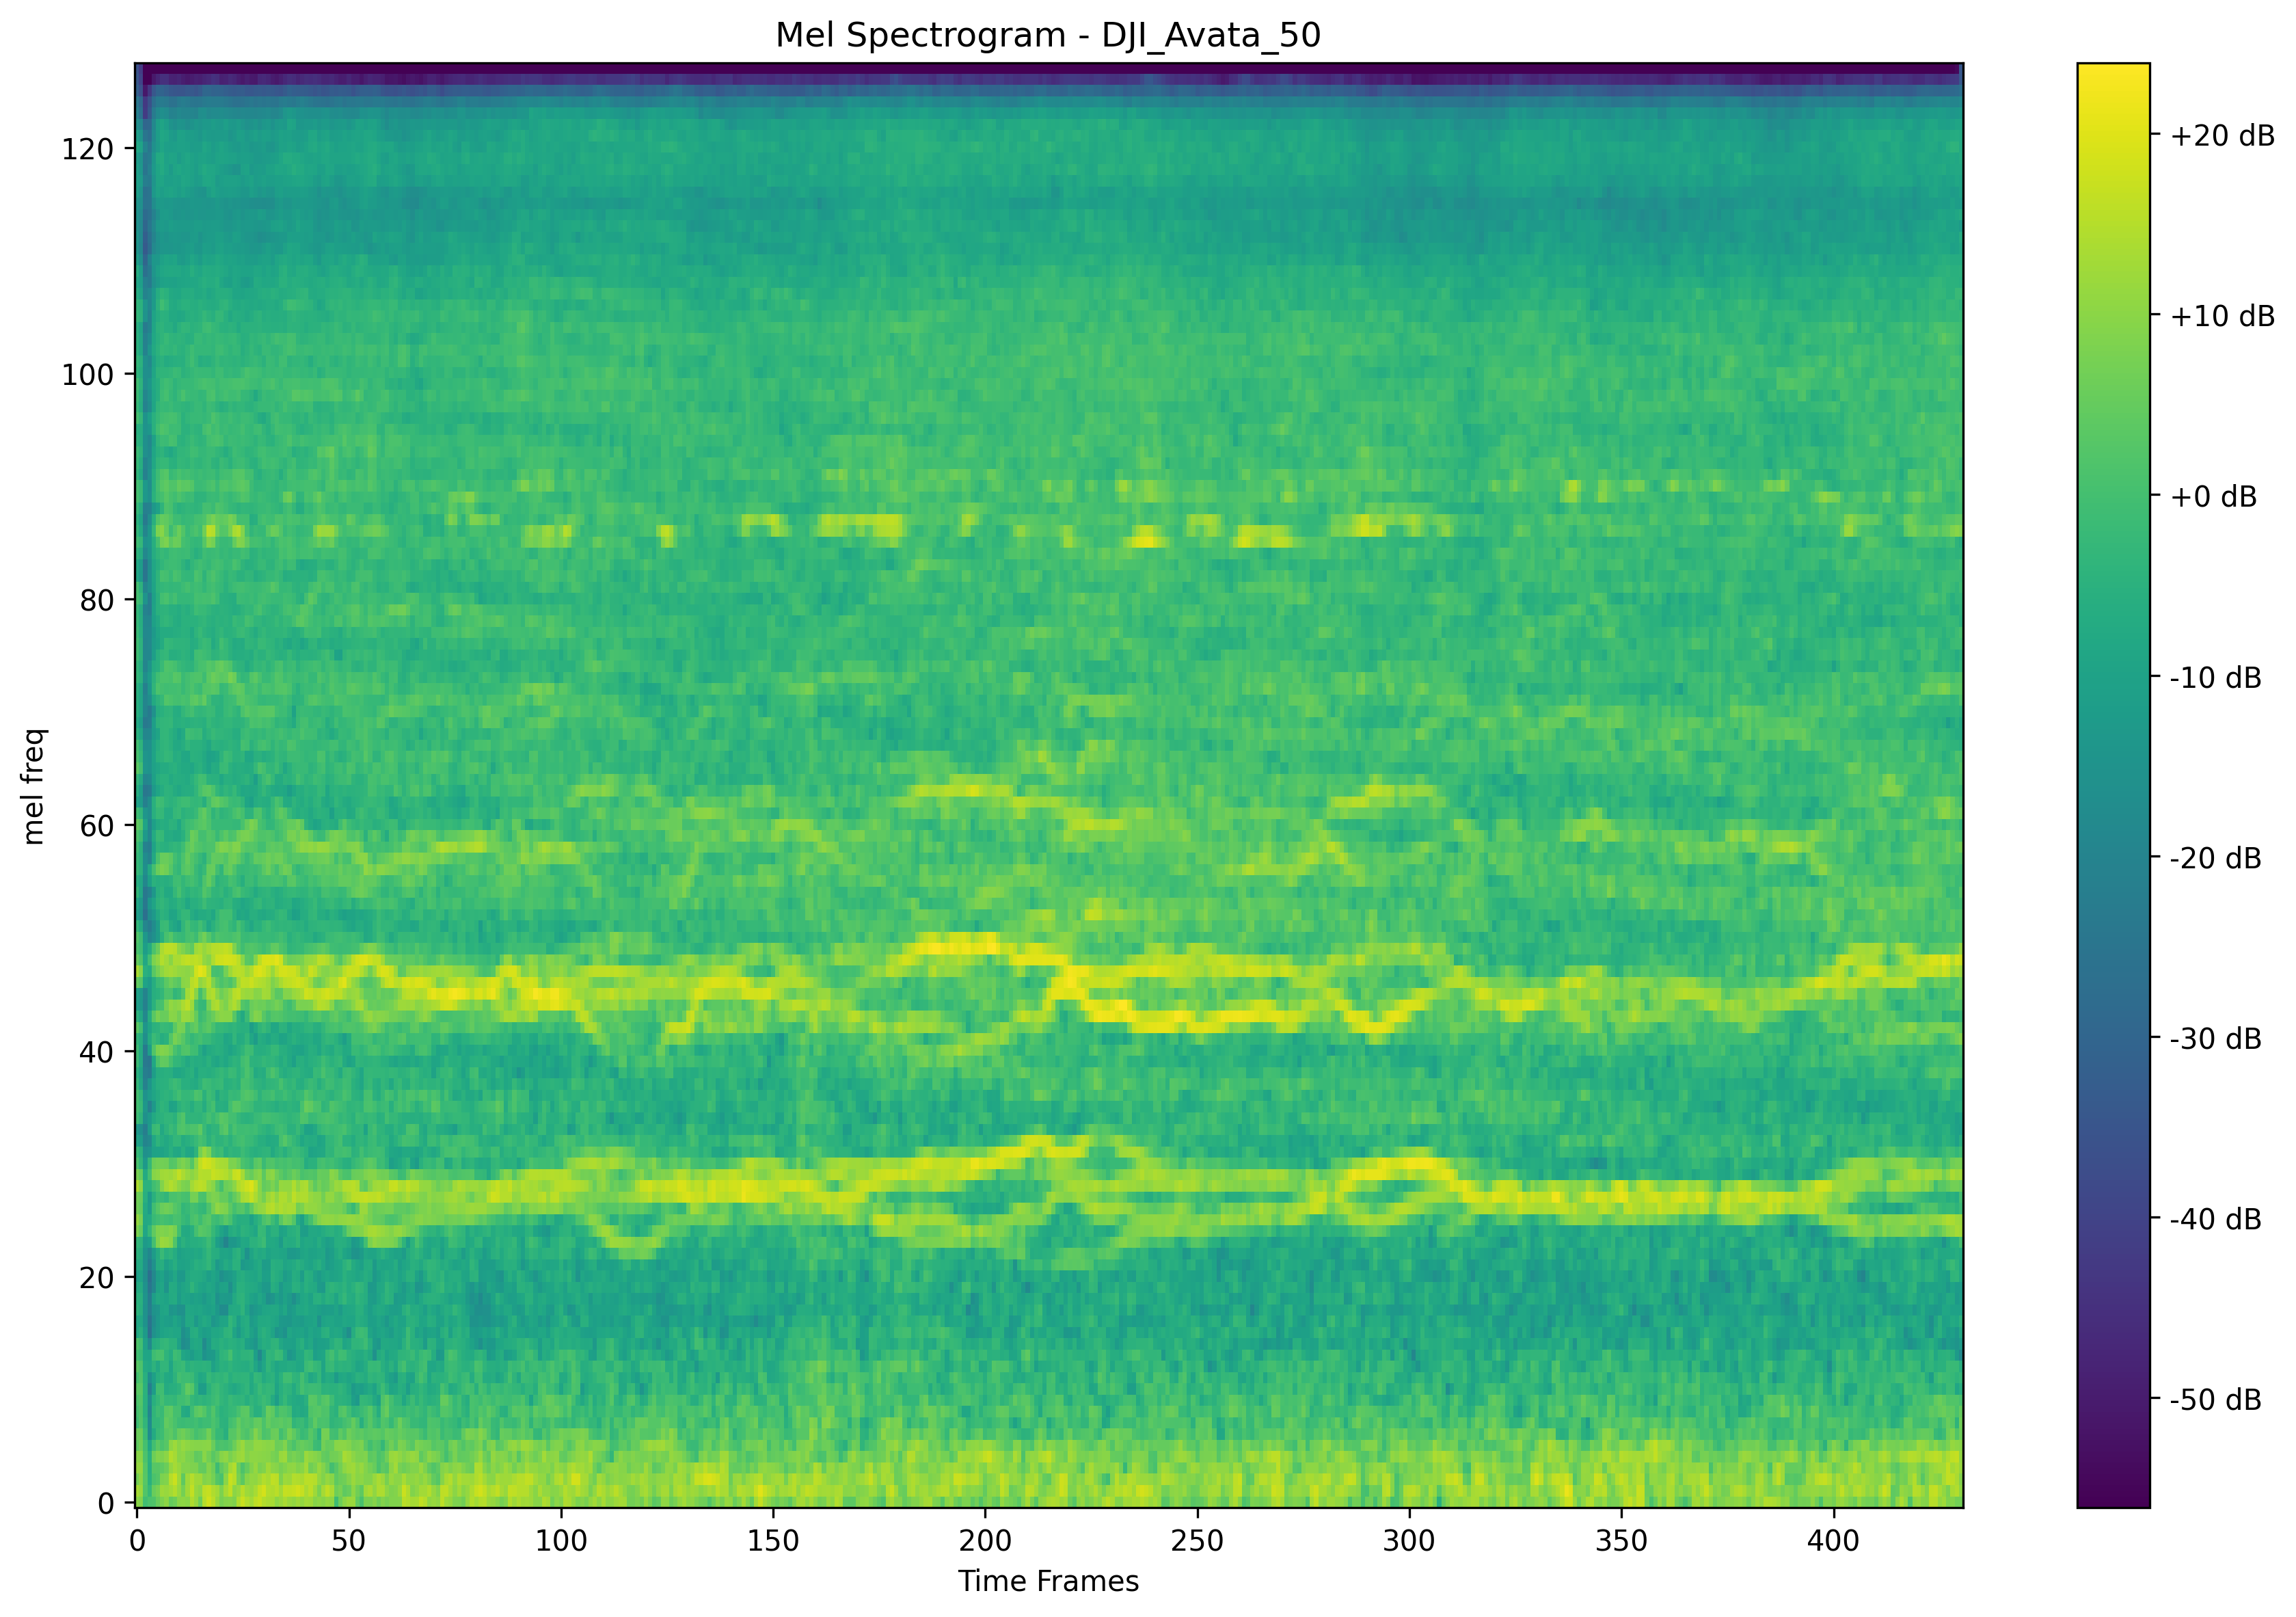 Mel Spectrogram - DJI_Avata_50
120
100
80
60
40
20
0
mel freq
0
50
100
150
200
250
300
350
400
Time Frames
+20 dB
+10 dB
+0 dB
-10 dB
-20 dB
-30 dB
-40 dB
-50 dB